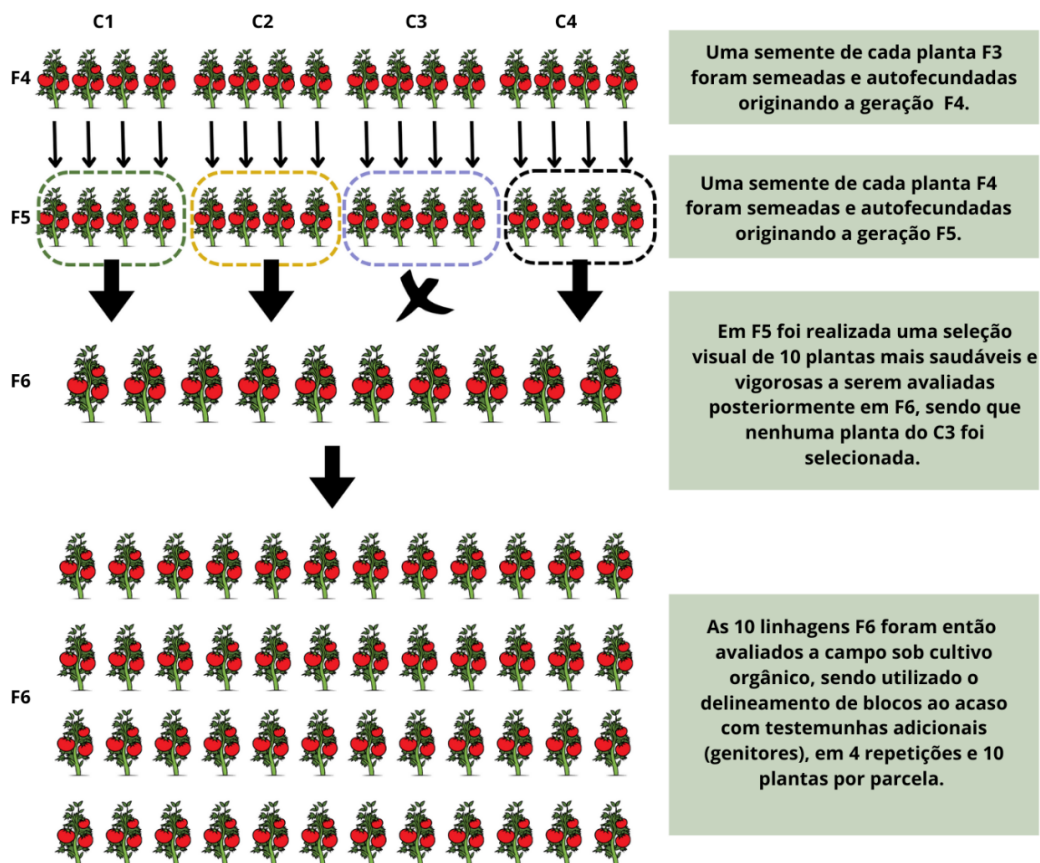 C1 C2 C3 C4
F4
Uma semente de cada planta F3
foram semeadas e autofecundadas
originando a geração F4.
F5
Uma semente de cada planta F4
foram semeadas e autofecundadas
originando a geração F5.
F6
Em F5 foi realizada uma seleção
visual de 10 plantas mais saudáveis e
vigorosas a serem avaliadas
posteriormente em F6, sendo que
nenhuma planta do C3 foi
selecionada.
F6
As 10 linhagens F6 foram então
avaliados a campo sob cultivo
orgânico, sendo utilizado o
delineamento de blocos ao acaso
com testemunhas adicionais
(genitores), em 4 repetições e 10
plantas por parcela.